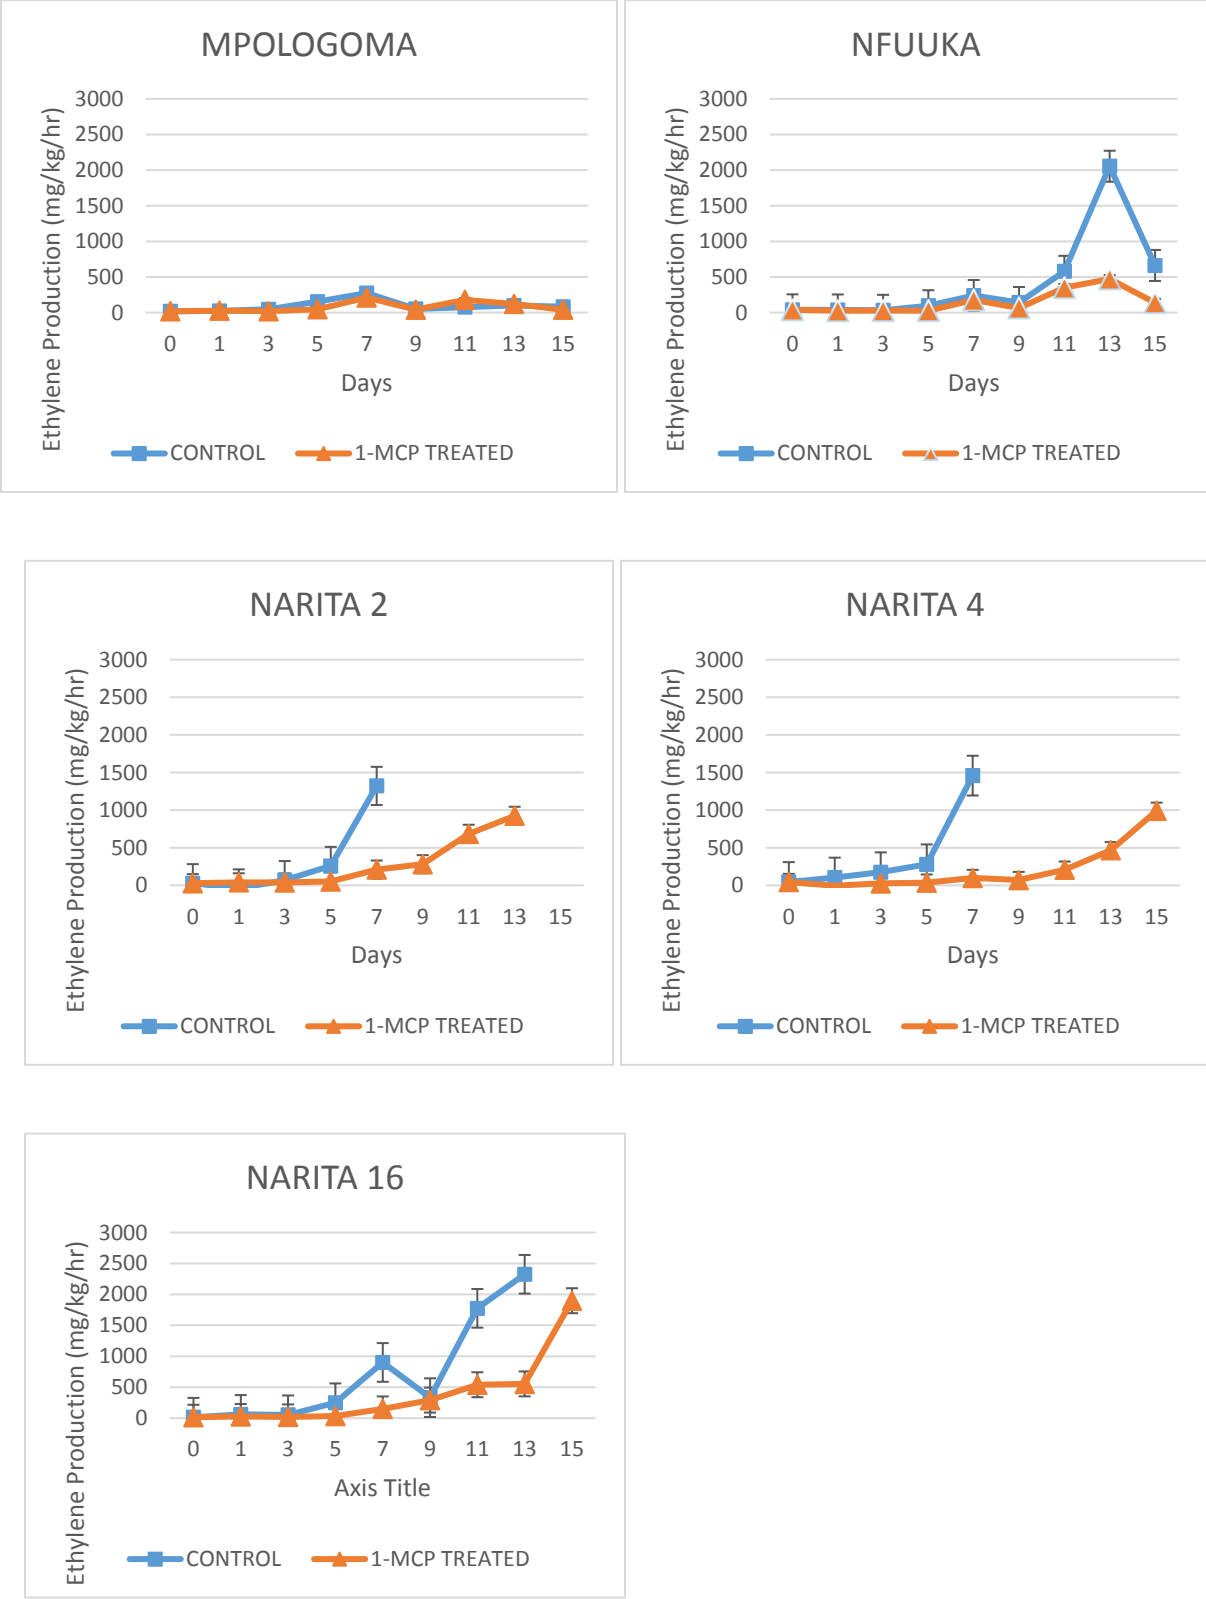 MPOLOGOMA
Ethylene Production (mg/kg/hr)
3000
2500
2000
1500
1000
500
0
0 1 3 5 7 9 11 13 15
Days
CONTROL 1-MCP TREATED
NFUUKA
Ethylene Production (mg/kg/hr)
3000
2500
2000
1500
1000
500
0
0 1 3 5 7 9 11 13 15
Days
CONTROL 1-MCP TREATED
NARITA 2
Ethylene Production (mg/kg/hr)
3000
2500
2000
1500
1000
500
0
0 1 3 5 7 9 11 13 15
Days
CONTROL 1-MCP TREATED
NARITA 4
Ethylene Production (mg/kg/hr)
3000
2500
2000
1500
1000
500
0
0 1 3 5 7 9 11 13 15
Days
CONTROL 1-MCP TREATED
NARITA 16
Ethylene Production (mg/kg/hr)
3000
2500
2000
1500
1000
500
0
0 1 3 5 7 9 11 13 15
Axis Title
CONTROL 1-MCP TREATED